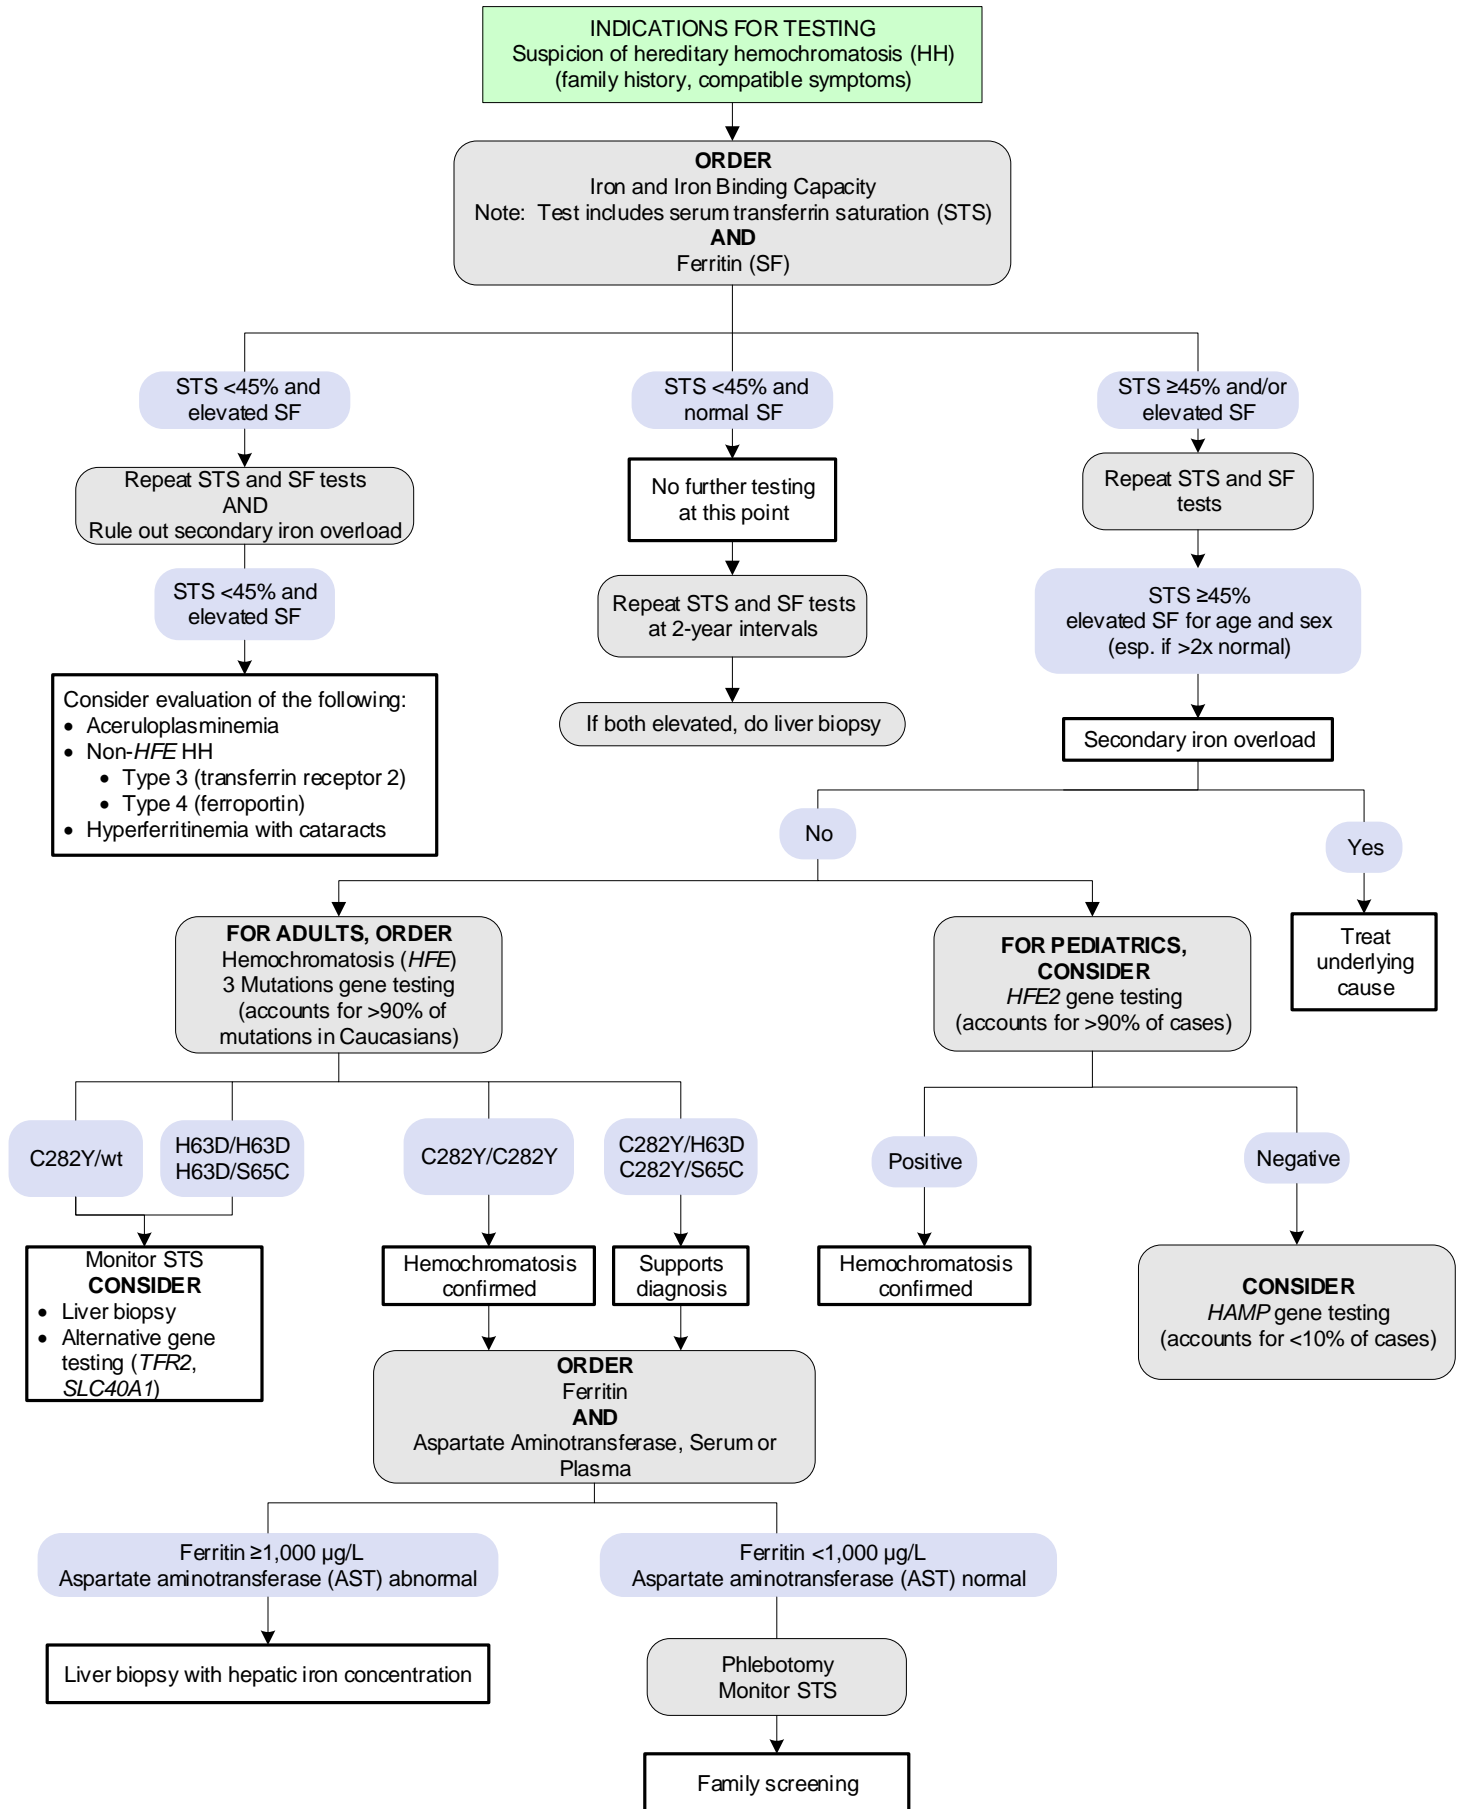 INDICATIONS FOR TESTING
Suspicion of hereditary hemochromatosis (HH)
(family history, compatible symptoms)
ORDER
Iron and Iron Binding Capacity
Note: Test includes serum transferrin saturation (STS)
AND
Ferritin (SF)
STS <45% and
elevated SF
STS <45% and
normal SF
STS ≥45% and/or
elevated SF
Repeat STS and SF tests
AND
Rule out secondary iron overload
No further testing
at this point
Repeat STS and SF
tests
STS <45% and
elevated SF
Repeat STS and SF tests
at 2-year intervals
STS ≥45%
elevated SF for age and sex
(esp. if >2x normal)
Consider evaluation of the following:
• Aceruloplasminemia
• Non-HFE HH
• Type 3 (transferrin receptor 2)
• Type 4 (ferroportin)
• Hyperferritinemia with cataracts
If both elevated, do liver biopsy
Secondary iron overload
No
Yes
FOR ADULTS, ORDER
Hemochromatosis (HFE)
3 Mutations gene testing
(accounts for >90% of
mutations in Caucasians)
FOR PEDIATRICS,
CONSIDER
HFE2 gene testing
(accounts for >90% of cases)
Treat
underlying
cause
C282Y/wt
H63D/H63D
H63D/S65C
C282Y/C282Y
C282Y/H63D
C282Y/S65C
Positive
Negative
Monitor STS
CONSIDER
• Liver biopsy
• Alternative gene
testing (TFR2,
SLC40A1)
Hemochromatosis
confirmed
Supports
diagnosis
Hemochromatosis
confirmed
CONSIDER
HAMP gene testing
(accounts for <10% of cases)
ORDER
Ferritin
AND
Aspartate Aminotransferase, Serum or
Plasma
Ferritin ≥1,000 µg/L
Aspartate aminotransferase (AST) abnormal
Ferritin <1,000 µg/L
Aspartate aminotransferase (AST) normal
Liver biopsy with hepatic iron concentration
Phlebotomy
Monitor STS
Family screening